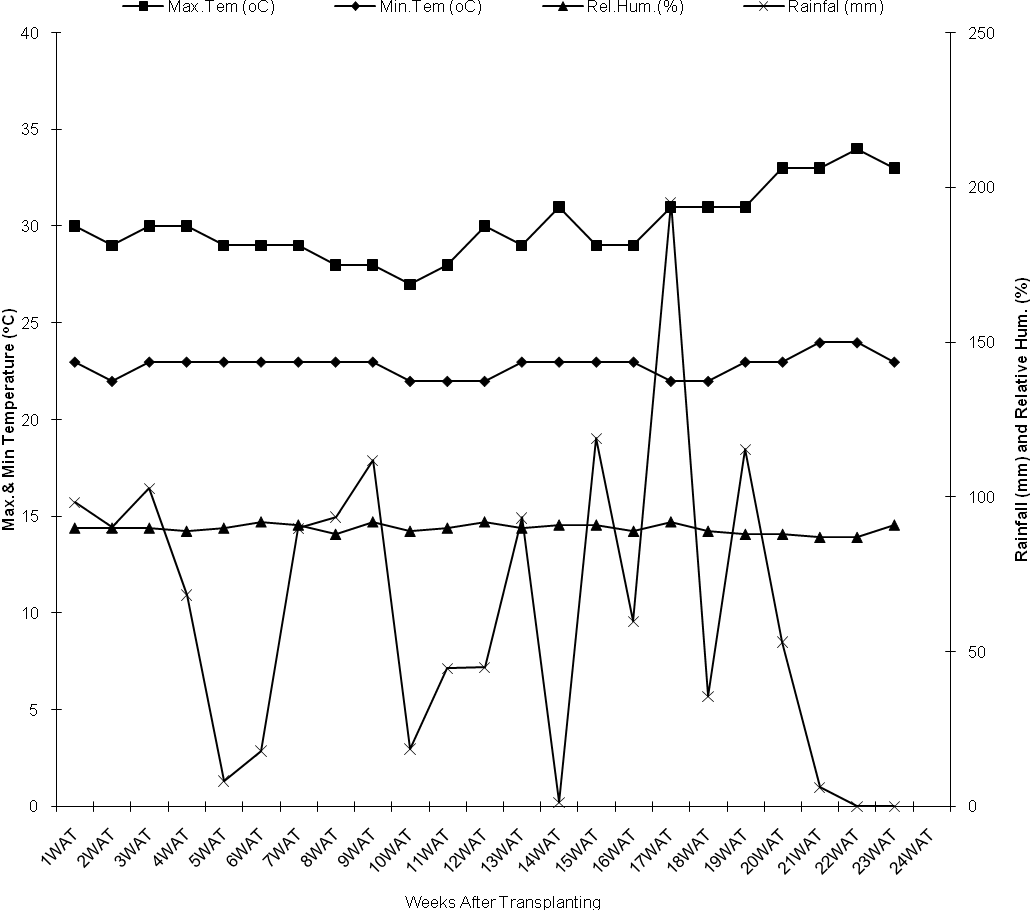 Max.Tem (oC) Min.Tem (oC) Rel.Hum.(%) Rainfal (mm)
40
35
30
25
20
15
10
5
0
250
200
150
100
50
0
Max.& Min Temperature (ºC)
Rainfall (mm) and Relative Hum. (%)
1WAT
2WAT
3WAT
4WAT
5WAT
6WAT
7WAT
8WAT
9WAT
10WAT
11WAT
12WAT
13WAT
14WAT
15WAT
16WAT
17WAT
18WAT
19WAT
20WAT
21WAT
22WAT
23WAT
24WAT
Weeks After Transplanting